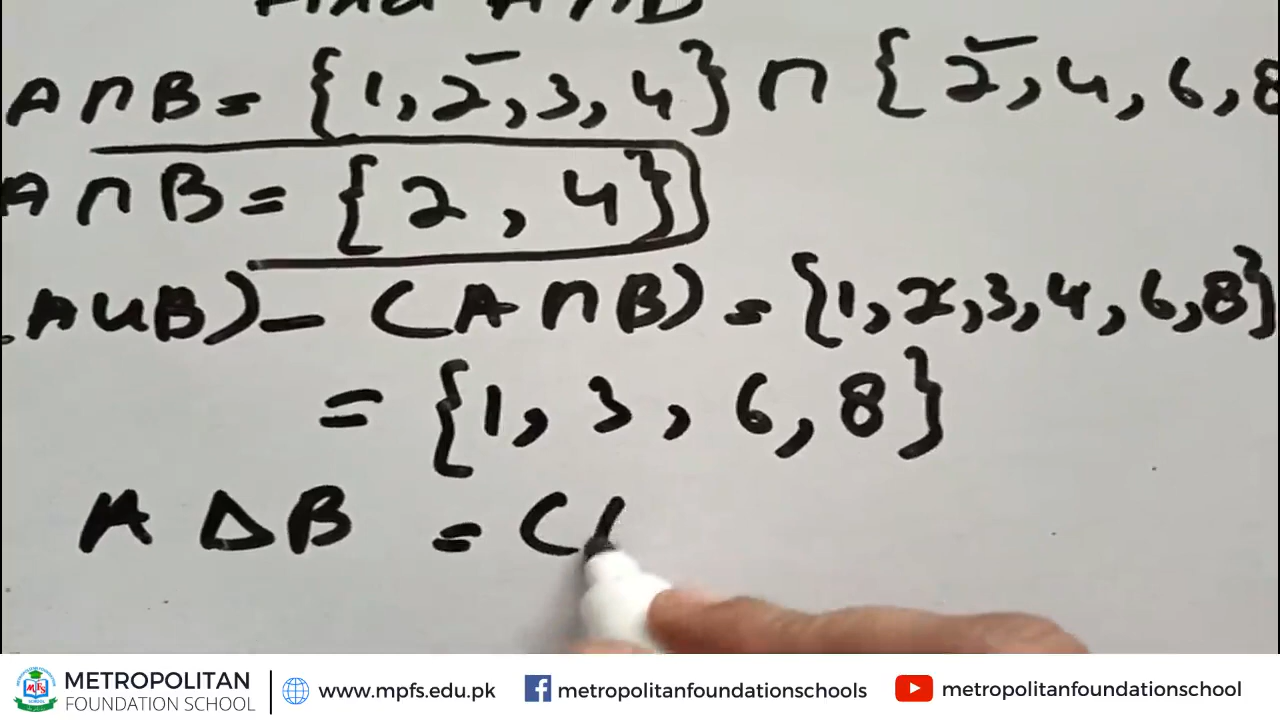 A∩B = {1, 2, 3, 4} ∩ {2, 4, 6, 8
A∩B = {2, 4}
A∪B) - (A∩B) = {1, 2, 3, 4, 6, 8}
= {1, 3, 6, 8}
A Δ B = (
METROPOLITAN
FOUNDATION SCHOOL
MPFS
www.mpfs.edu.pk
metropolitanfoundationschools
metropolitanfoundationschool